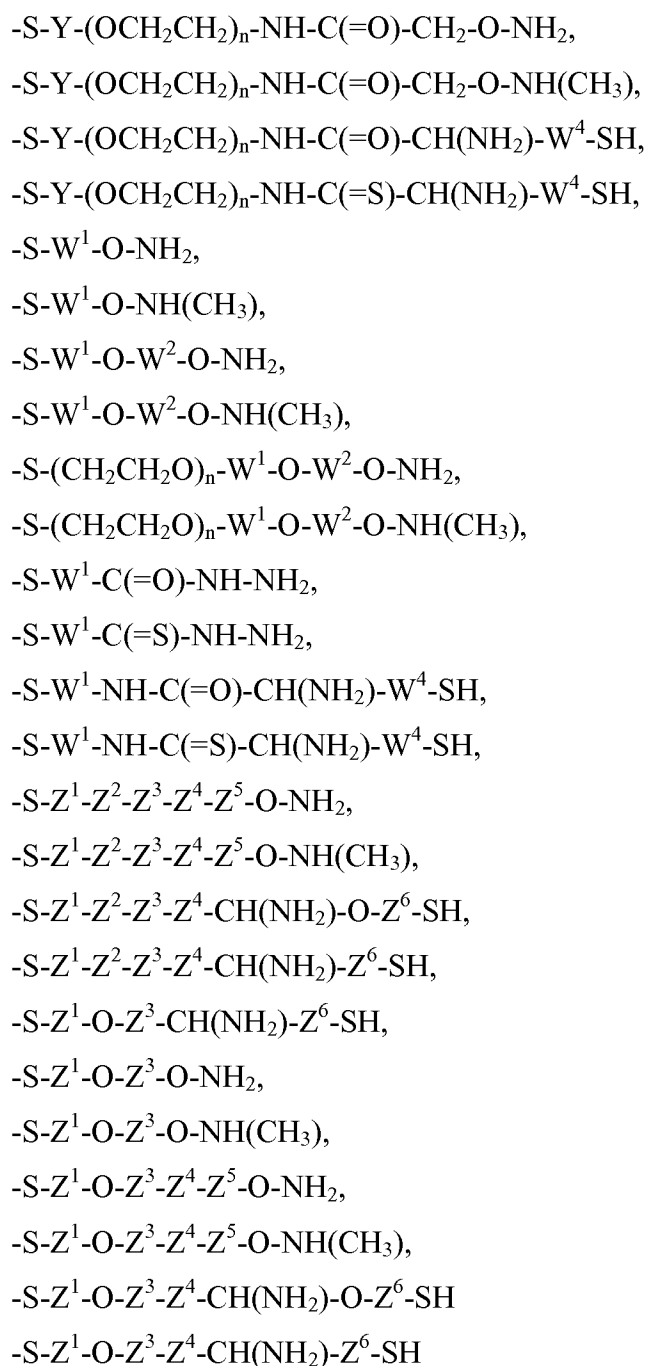 -S-Y-(OCH₂CH₂)ₙ-NH-C(=O)-CH₂-O-NH₂,
-S-Y-(OCH₂CH₂)ₙ-NH-C(=O)-CH₂-O-NH(CH₃),
-S-Y-(OCH₂CH₂)ₙ-NH-C(=O)-CH(NH₂)-W⁴-SH,
-S-Y-(OCH₂CH₂)ₙ-NH-C(=S)-CH(NH₂)-W⁴-SH,
-S-W¹-O-NH₂,
-S-W¹-O-NH(CH₃),
-S-W¹-O-W²-O-NH₂,
-S-W¹-O-W²-O-NH(CH₃),
-S-(CH₂CH₂O)ₙ-W¹-O-W²-O-NH₂,
-S-(CH₂CH₂O)ₙ-W¹-O-W²-O-NH(CH₃),
-S-W¹-C(=O)-NH-NH₂,
-S-W¹-C(=S)-NH-NH₂,
-S-W¹-NH-C(=O)-CH(NH₂)-W⁴-SH,
-S-W¹-NH-C(=S)-CH(NH₂)-W⁴-SH,
-S-Z¹-Z²-Z³-Z⁴-Z⁵-O-NH₂,
-S-Z¹-Z²-Z³-Z⁴-Z⁵-O-NH(CH₃),
-S-Z¹-Z²-Z³-Z⁴-CH(NH₂)-O-Z⁶-SH,
-S-Z¹-Z²-Z³-Z⁴-CH(NH₂)-Z⁶-SH,
-S-Z¹-O-Z³-CH(NH₂)-Z⁶-SH,
-S-Z¹-O-Z³-O-NH₂,
-S-Z¹-O-Z³-O-NH(CH₃),
-S-Z¹-O-Z³-Z⁴-Z⁵-O-NH₂,
-S-Z¹-O-Z³-Z⁴-Z⁵-O-NH(CH₃),
-S-Z¹-O-Z³-Z⁴-CH(NH₂)-O-Z⁶-SH
-S-Z¹-O-Z³-Z⁴-CH(NH₂)-Z⁶-SH